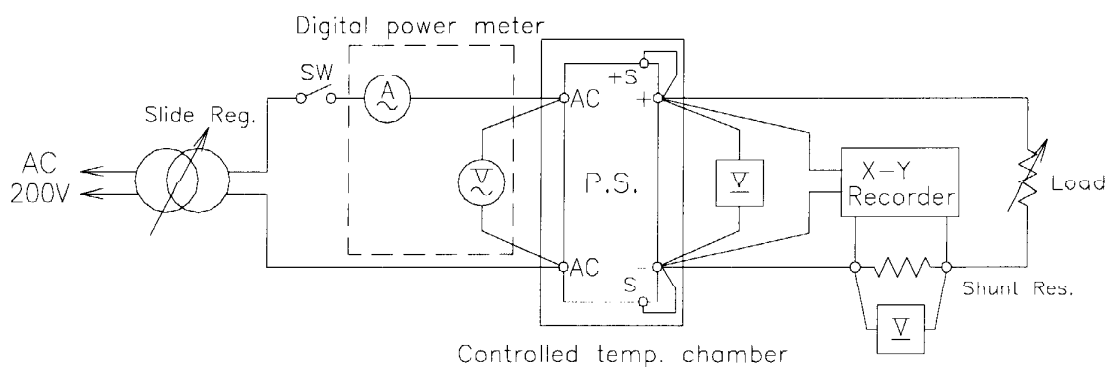 Digital power meter
SW
A
Slide Reg.
AC
200V
V
AC
AC
+S
+
P.S.
-
S
V
X-Y
Recorder
Load
Shunt Res.
V
Controlled temp. chamber